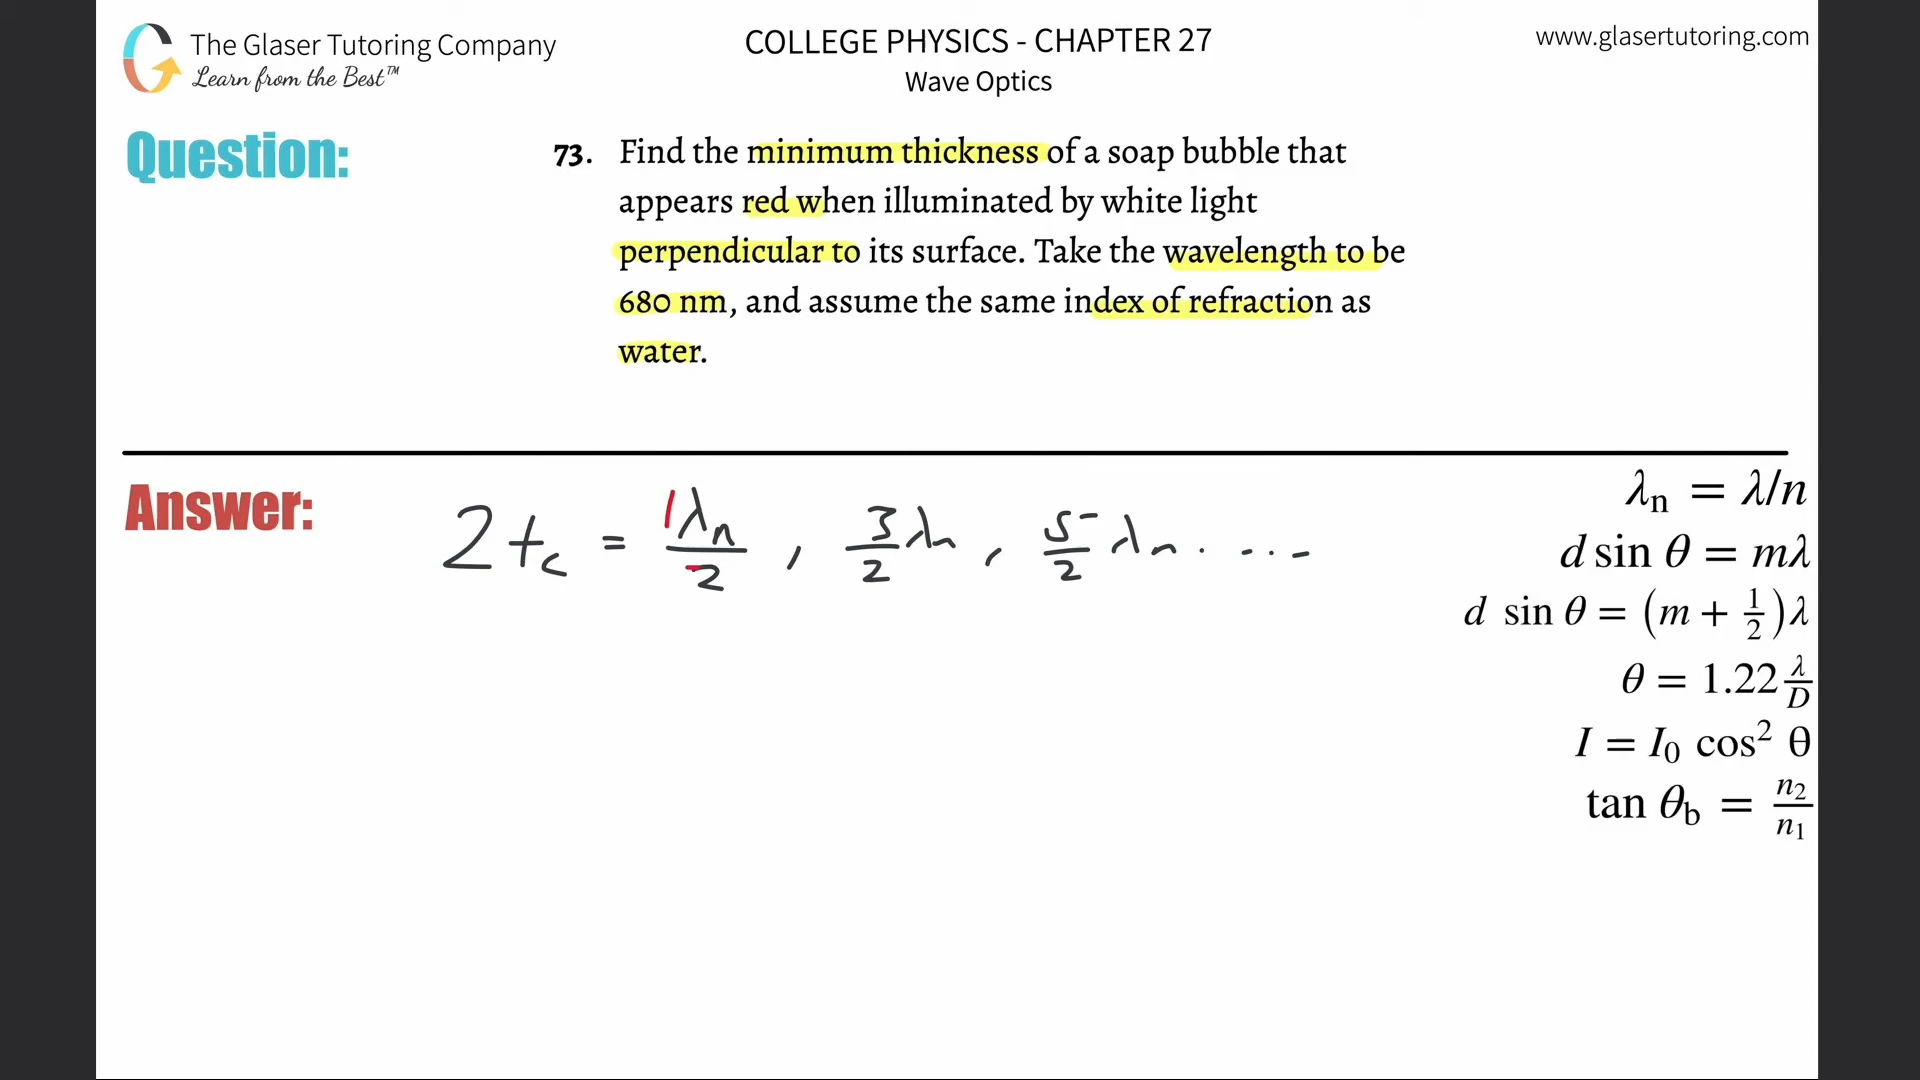 The Glaser Tutoring Company
Learn from the Best™
COLLEGE PHYSICS - CHAPTER 27
Wave Optics
www.glasertutoring.com
Question:
73. Find the minimum thickness of a soap bubble that
appears red when illuminated by white light
perpendicular to its surface. Take the wavelength to be
680 nm, and assume the same index of refraction as
water.
Answer:
2t_c = 1λ_n/2, 3/2 λ_n, 5/2 λ_n . . . . -
λ_n = λ/n
d sin θ = mλ
d sin θ = (m + 1/2)λ
θ = 1.22 λ/D
I = I_0 cos² θ
tan θ_b = n_2/n_1